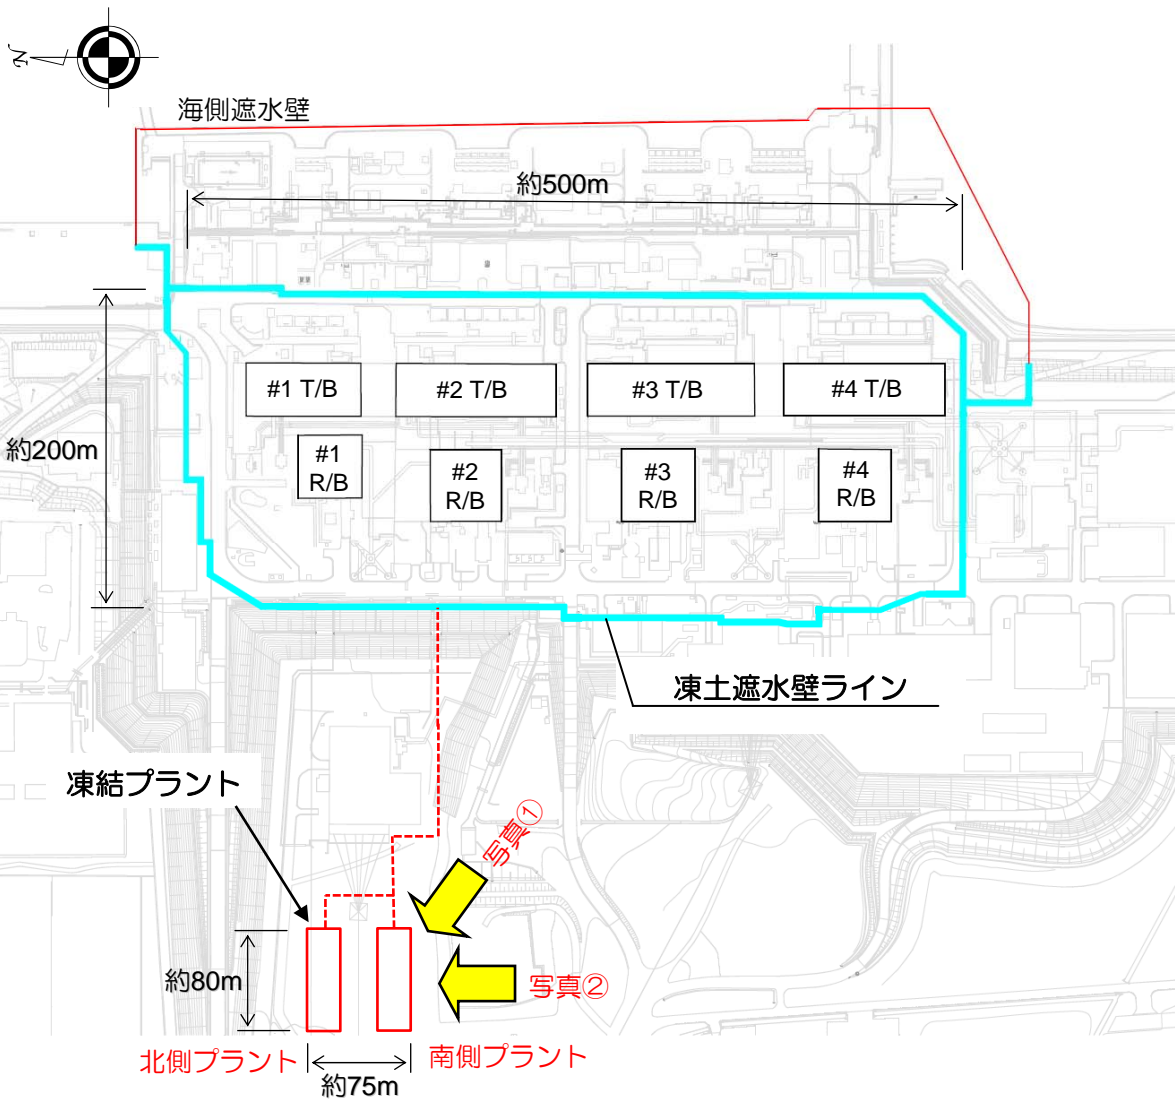 N
海側遮水壁
約500m
#1 T/B
#2 T/B
#3 T/B
#4 T/B
約200m
#1
R/B
#2
R/B
#3
R/B
#4
R/B
凍土遮水壁ライン
凍結プラント
写真①
約80m
写真②
北側プラント
南側プラント
約75m